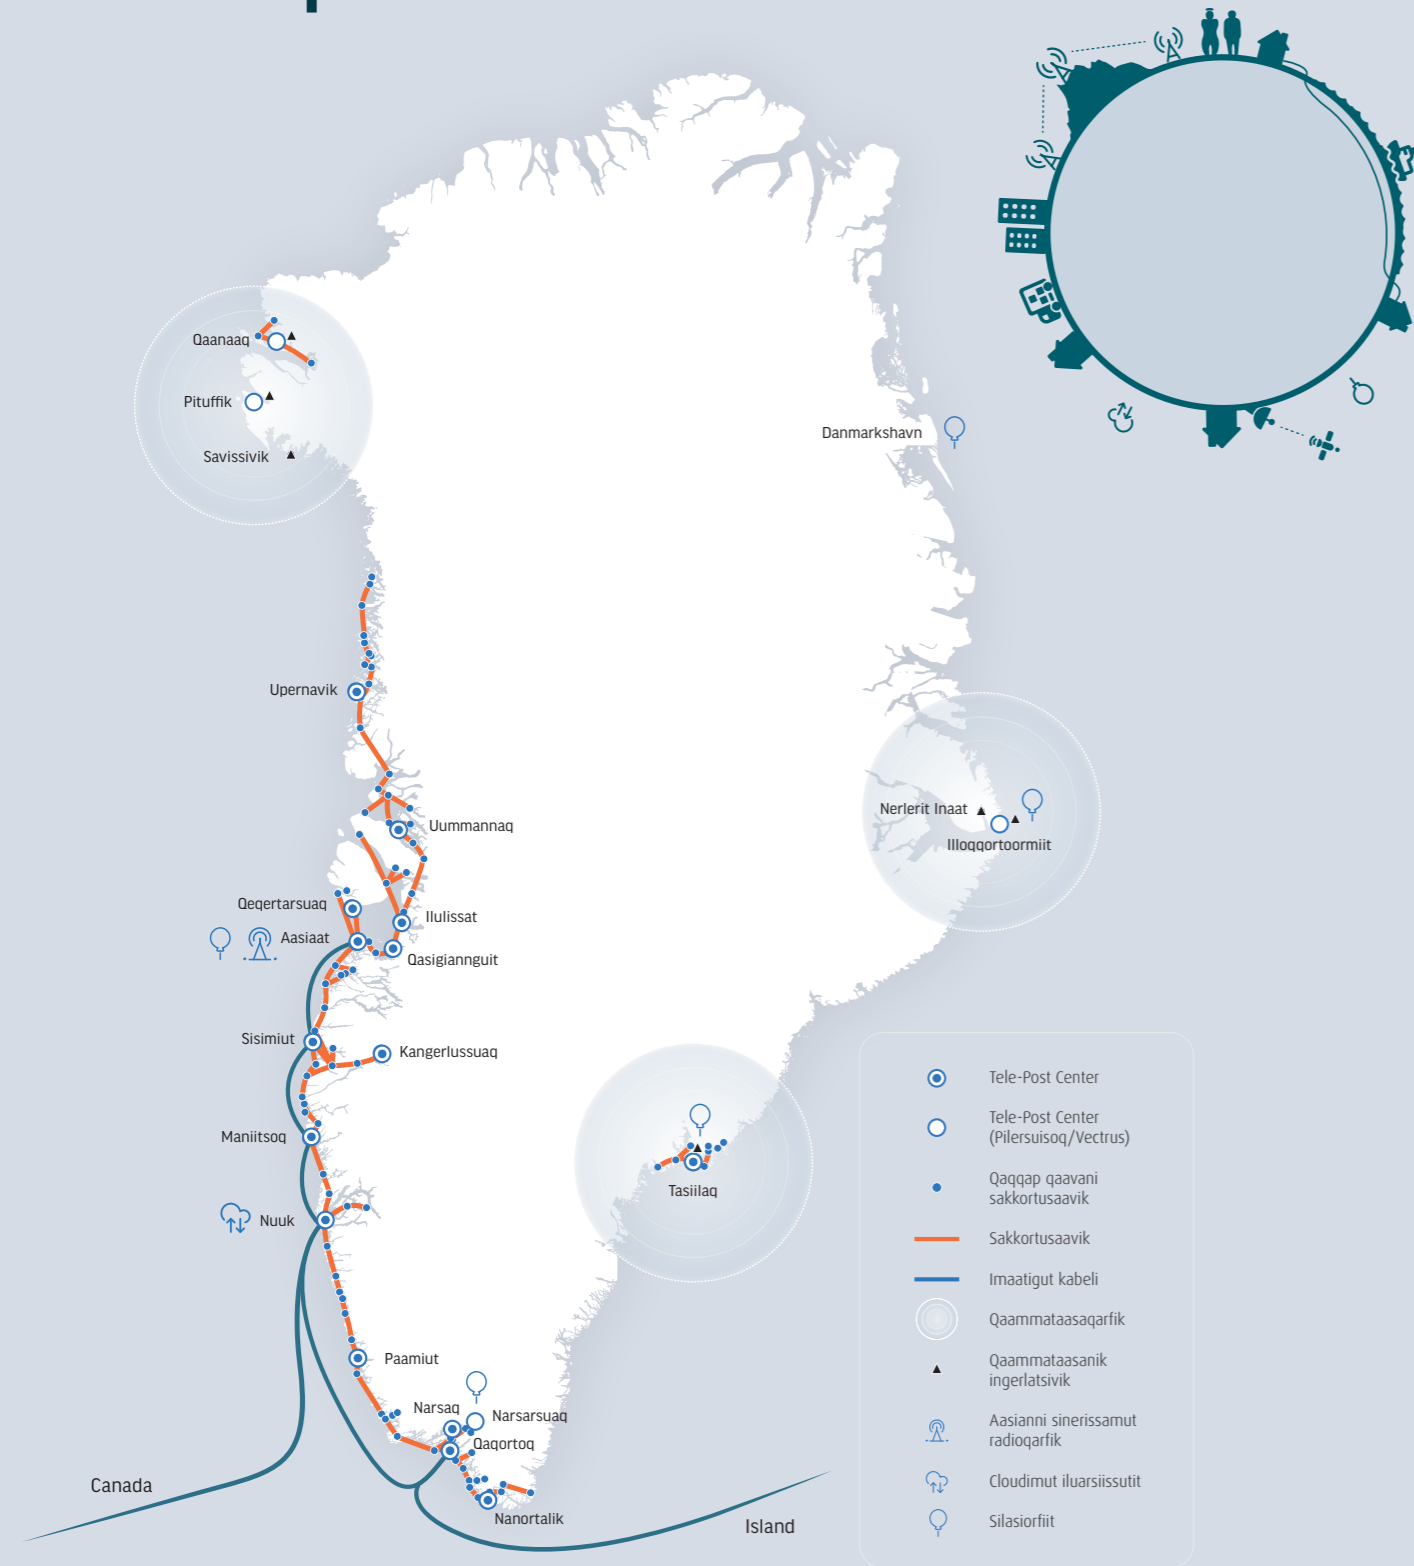 Qaanaaq
Pituffik
Savissivik
Danmarkshavn
Upernavik
Nerlerit Inaat
Illoqqortoormiit
Uummannaq
Qeqertarsuaq
Ilulissat
Aasiaat
Qasigiannguit
Sisimiut
Kangerlussuaq
Maniitsoq
Tasiilaq
Nuuk
Paamiut
Narsaq
Narsarsuaq
Qaqortoq
Canada
Nanortalik
Island
Tele-Post Center
Tele-Post Center
(Pilersuisoq/Vectrus)
Qaqqap qaavani
sakkortusaavik
Sakkortusaavik
Imaatigut kabeli
Qaammataasaqarfik
Qaammataasanik
ingerlatsivik
Aasianni sinerissamut
radioqarfik
Cloudimut iluarsiissutit
Silasiorfiit